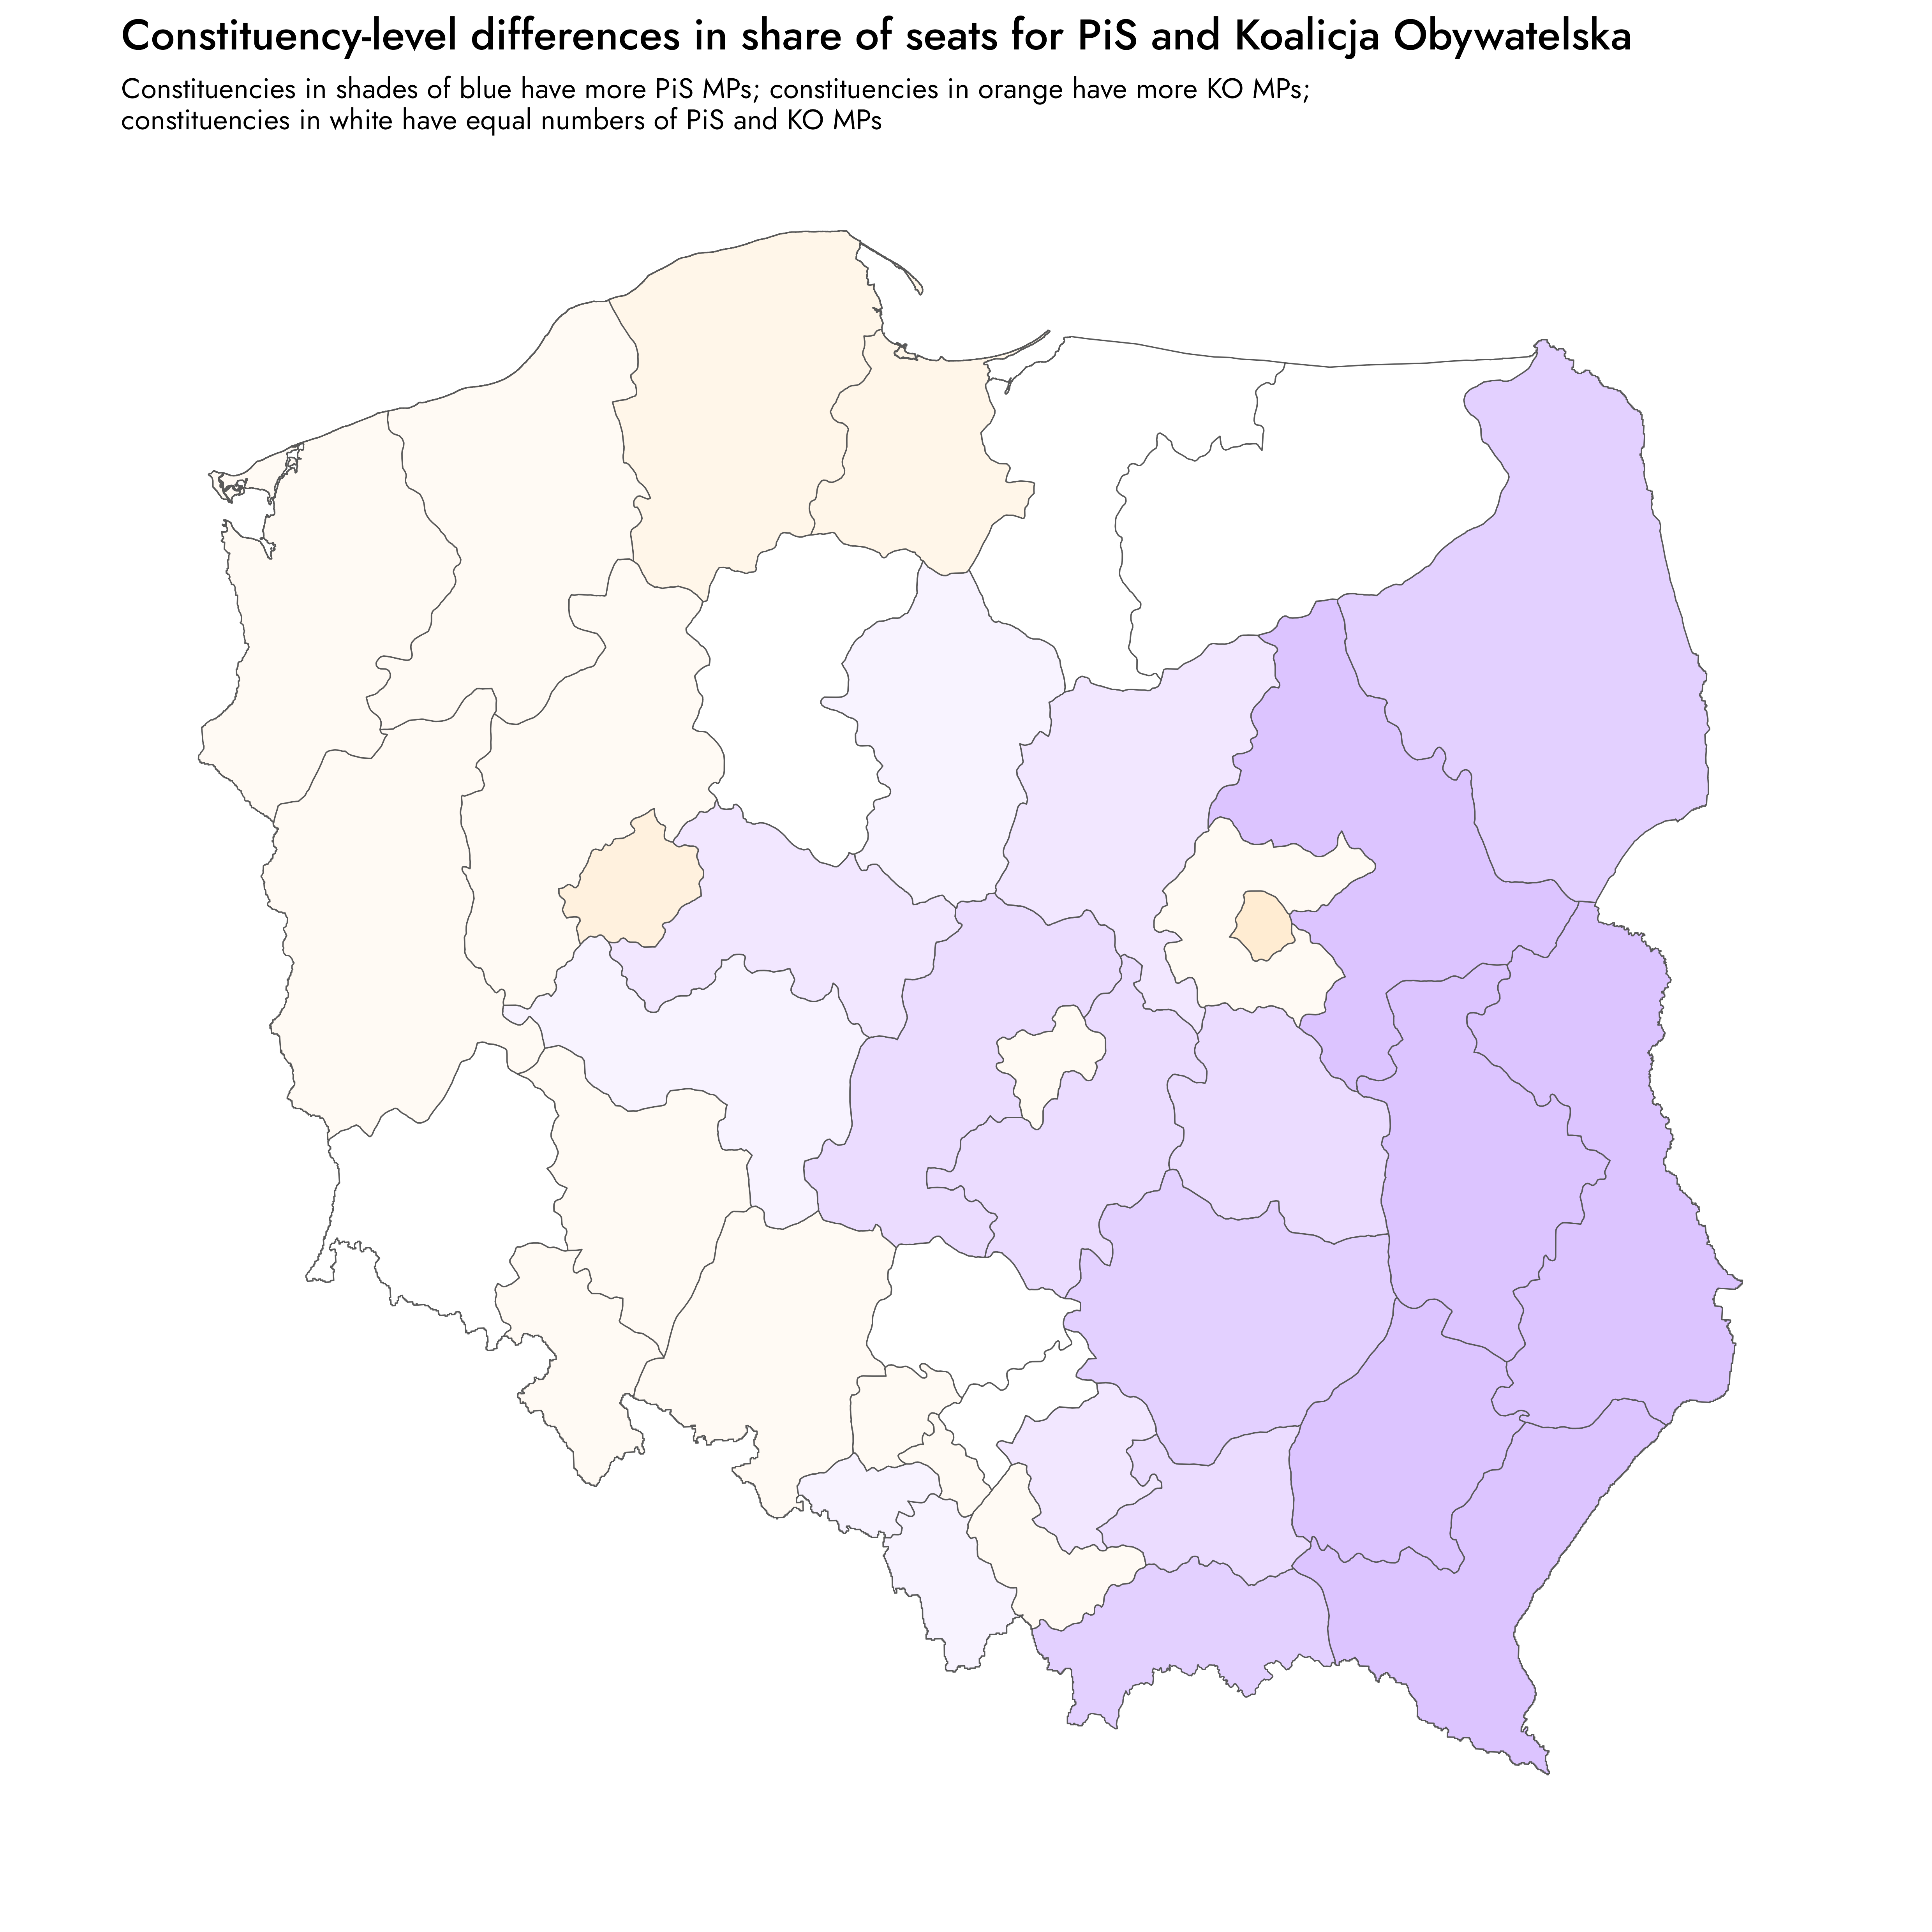 Constituency-level differences in share of seats for PiS and Koalicja Obywatelska
Constituencies in shades of blue have more PiS MPs; constituencies in orange have more KO MPs;
constituencies in white have equal numbers of PiS and KO MPs